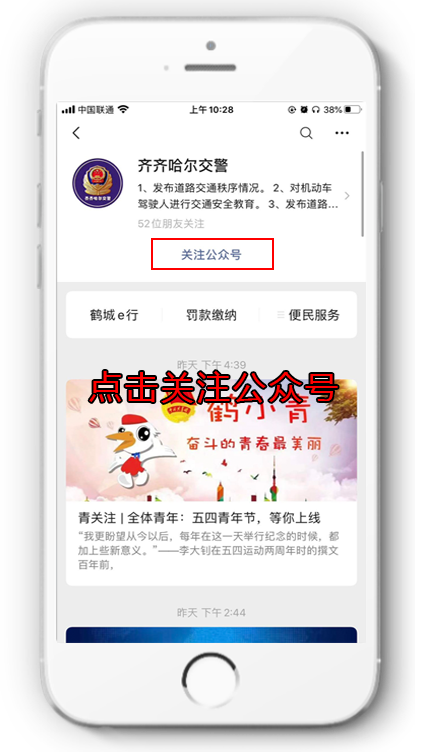 中国联通
上午10:28
38%
齐齐哈尔交警
齐齐哈尔交警
1、发布道路交通秩序情况。 2、对机动车
驾驶人进行交通安全教育。 3、发布道路...
52位朋友关注
关注公众号
鹤城e行
罚款缴纳
便民服务
昨天 下午4:39
点击关注公众号
鹤小青
奋斗的青春最美丽
青关注 | 全体青年：五四青年节，等你上线
“我更盼望从今以后，每年在这一天举行纪念的时候，都
加上些新意义。”——李大钊在五四运动两周年时的撰文
百年前，
昨天 下午2:44